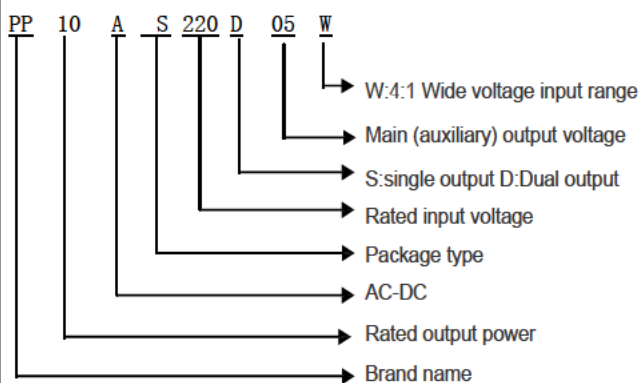 PP 10 A S 220 D 05 W
W:4:1 Wide voltage input range
Main (auxiliary) output voltage
S:single output D:Dual output
Rated input voltage
Package type
AC-DC
Rated output power
Brand name